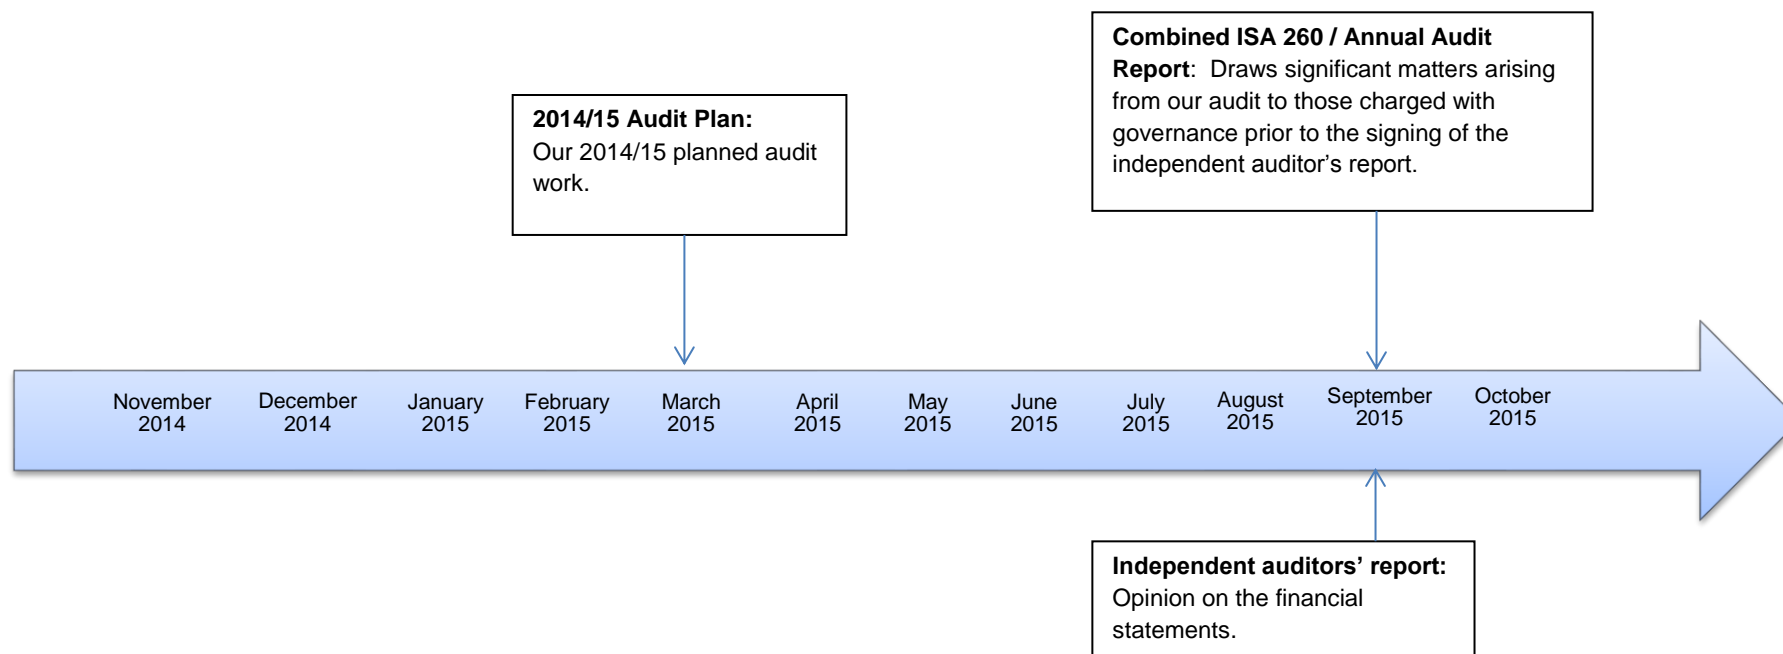 Combined ISA 260 / Annual Audit
Report:  Draws significant matters arising
from our audit to those charged with
governance prior to the signing of the
independent auditor’s report.
2014/15 Audit Plan:
Our 2014/15 planned audit
work.
November
2014
December
2014
January
2015
February
2015
March
2015
April
2015
May
2015
June
2015
July
2015
August
2015
September
2015
October
2015
Independent auditors’ report:
Opinion on the financial
statements.